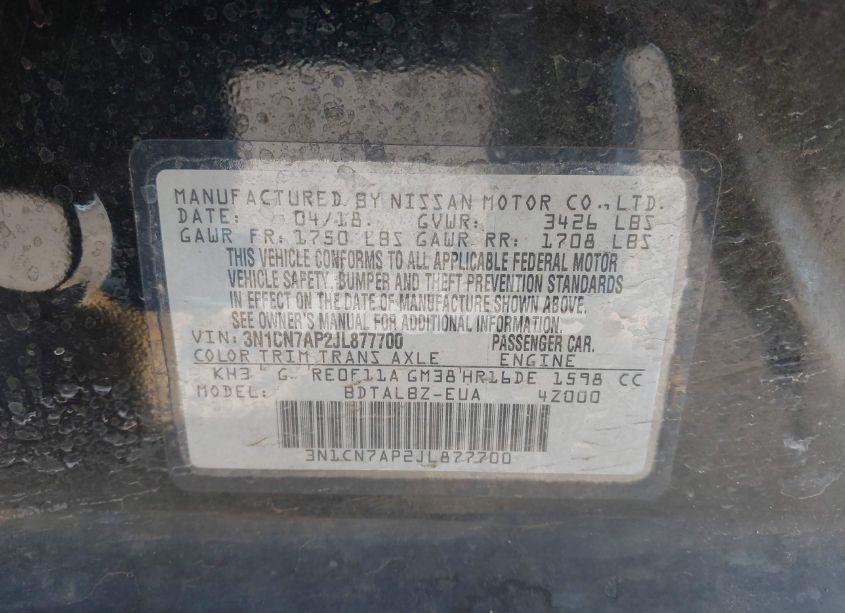 MANUFACTURED BY NISSAN MOTOR CO., LTD.
DATE: 04/18 GVWR: 3426 LBS
GAWR FR: 1750 LBS GAWR RR: 1708 LBS
THIS VEHICLE CONFORMS TO ALL APPLICABLE FEDERAL MOTOR
VEHICLE SAFETY, BUMPER AND THEFT PREVENTION STANDARDS
IN EFFECT ON THE DATE OF MANUFACTURE SHOWN ABOVE.
SEE OWNER'S MANUAL FOR ADDITIONAL INFORMATION.
VIN: 3N1CN7AP2JL877700 PASSENGER CAR.
COLOR TRIM TRANS AXLE ENGINE
KH3 G RE0F11A GM38 HR16DE 1598 CC
MODEL: BDTALBZ-EUA 4Z000
3N1CN7AP2JL877700